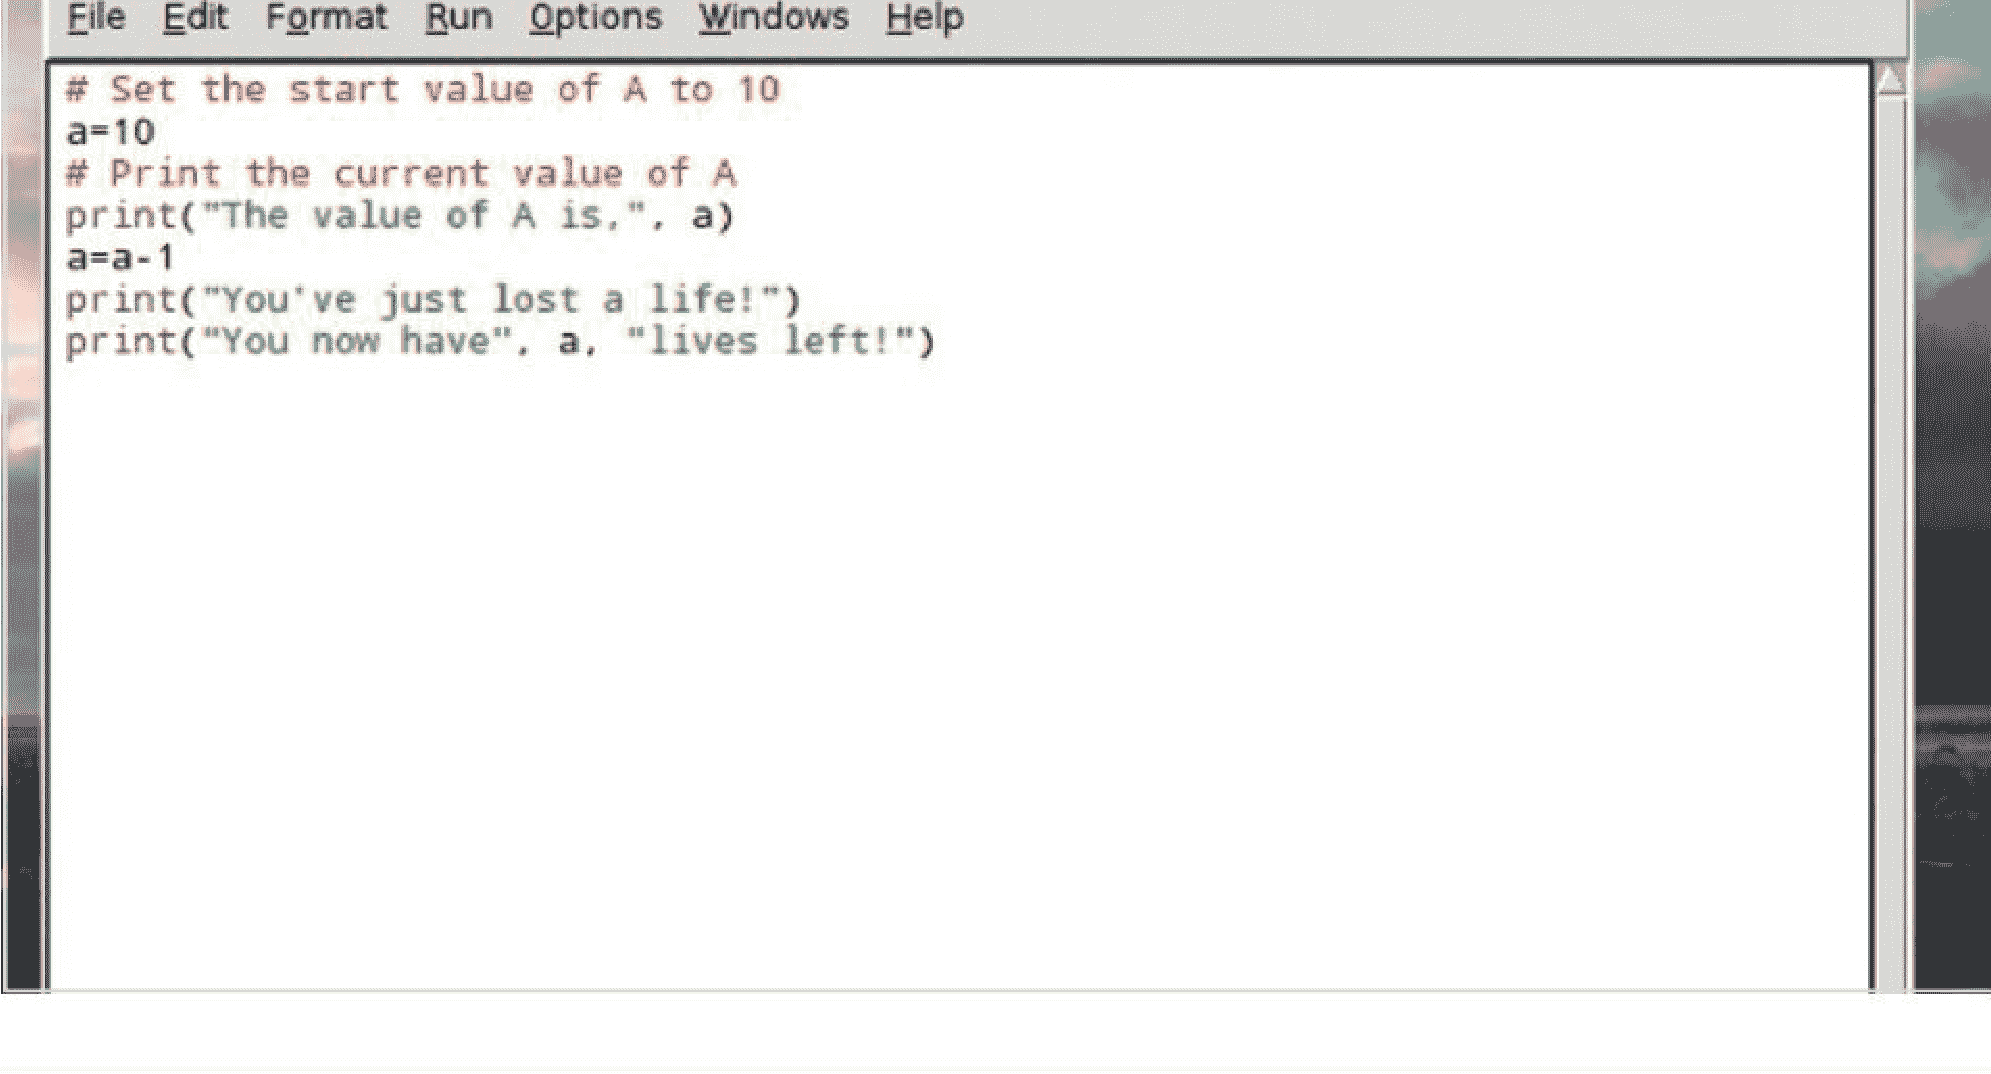 File Edit Format Run Options Windows Help
# Set the start value of A to 10
a=10
# Print the current value of A
print("The value of A is,", a)
a=a-1
print("You've just lost a life!")
print("You now have", a, "lives left!")